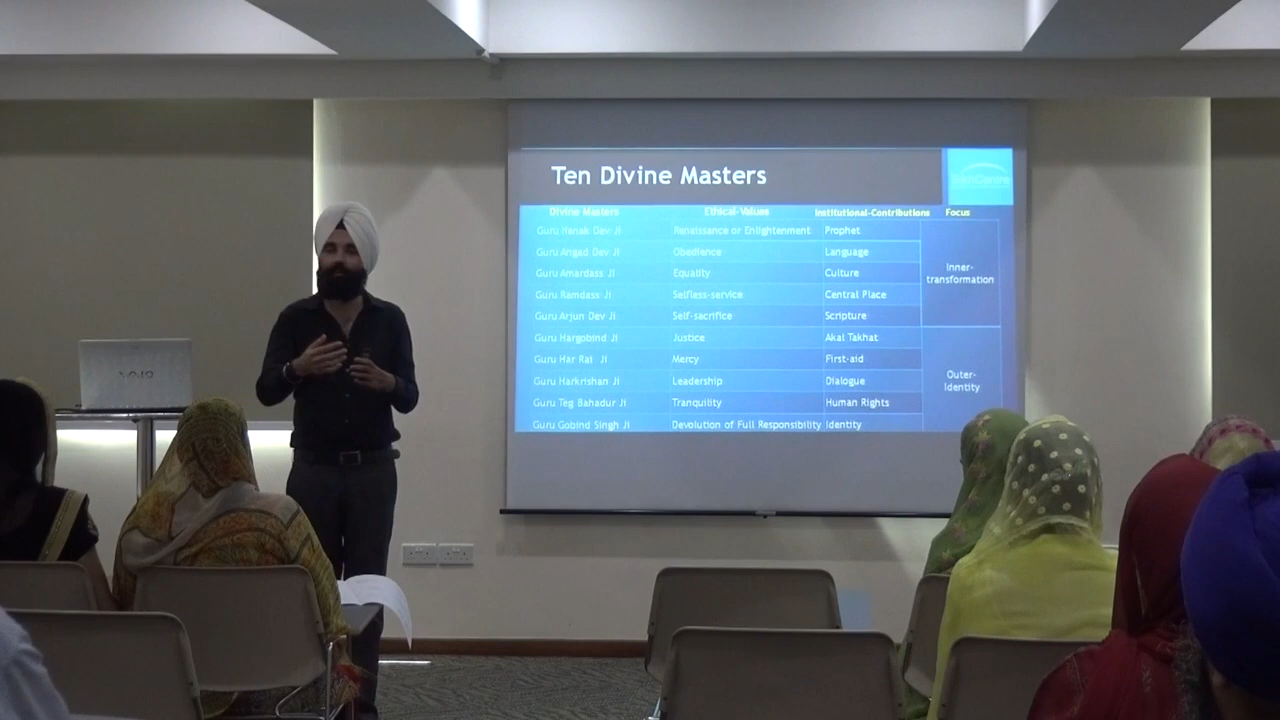 Ten Divine Masters
SikhCentre
Divine Masters Ethical-Values Institutional-Contributions Focus
Guru Nanak Dev Ji Renaissance or Enlightenment Prophet
Guru Angad Dev Ji Obedience Language
Guru Amardass Ji Equality Culture
Guru Ramdass Ji Selfless-service Central Place
Guru Arjun Dev Ji Self-sacrifice Scripture
Inner-
transformation
Guru Hargobind Ji Justice Akal Takhat
Guru Har Rai Ji Mercy First-aid
Guru Harkrishan Ji Leadership Dialogue
Guru Teg Bahadur Ji Tranquility Human Rights
Guru Gobind Singh Ji Devolution of Full Responsibility Identity
Outer-
Identity
VAIO